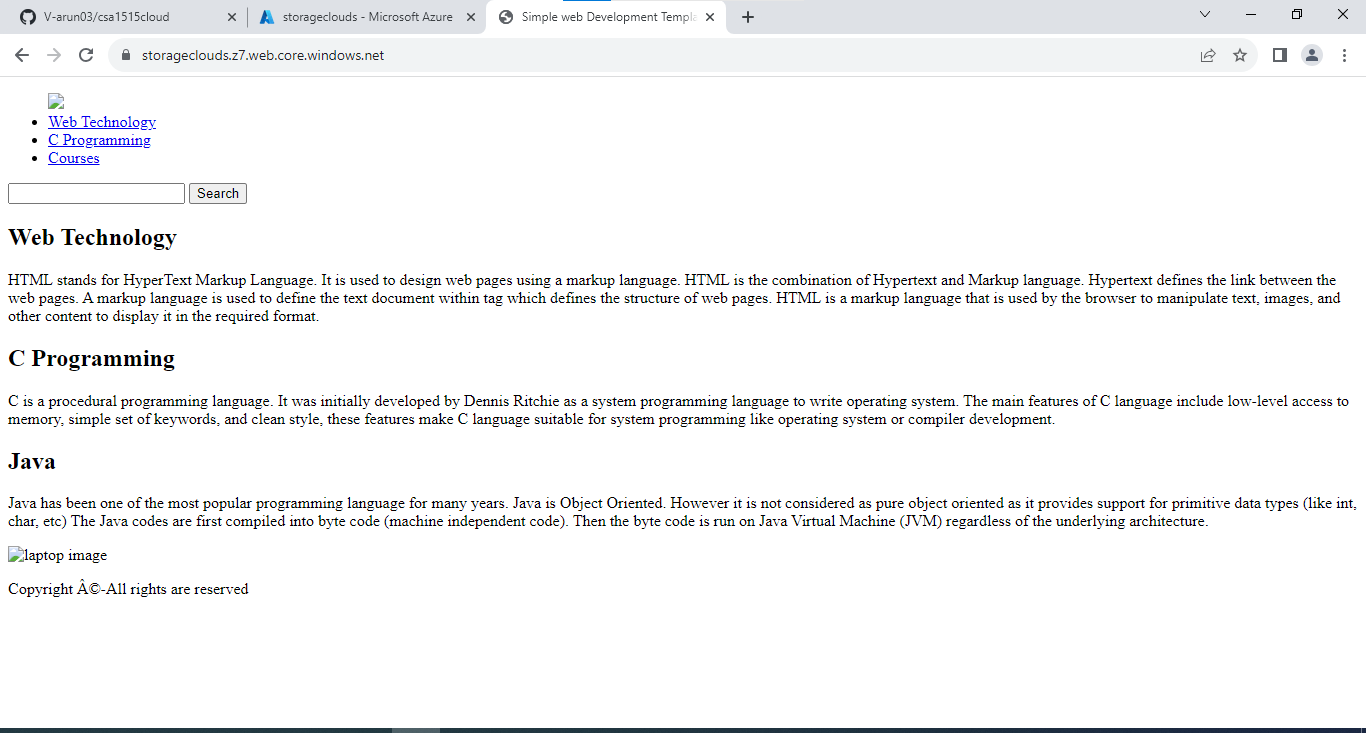 V-arun03/csa1515cloud
storageclouds - Microsoft Azure
Simple web Development Templa
storageclouds.z7.web.core.windows.net
Web Technology
C Programming
Courses
Search
Web Technology
HTML stands for HyperText Markup Language. It is used to design web pages using a markup language. HTML is the combination of Hypertext and Markup language. Hypertext defines the link between the
web pages. A markup language is used to define the text document within tag which defines the structure of web pages. HTML is a markup language that is used by the browser to manipulate text, images, and
other content to display it in the required format.
C Programming
C is a procedural programming language. It was initially developed by Dennis Ritchie as a system programming language to write operating system. The main features of C language include low-level access to
memory, simple set of keywords, and clean style, these features make C language suitable for system programming like operating system or compiler development.
Java
Java has been one of the most popular programming language for many years. Java is Object Oriented. However it is not considered as pure object oriented as it provides support for primitive data types (like int,
char, etc) The Java codes are first compiled into byte code (machine independent code). Then the byte code is run on Java Virtual Machine (JVM) regardless of the underlying architecture.
laptop image
Copyright Â©-All rights are reserved